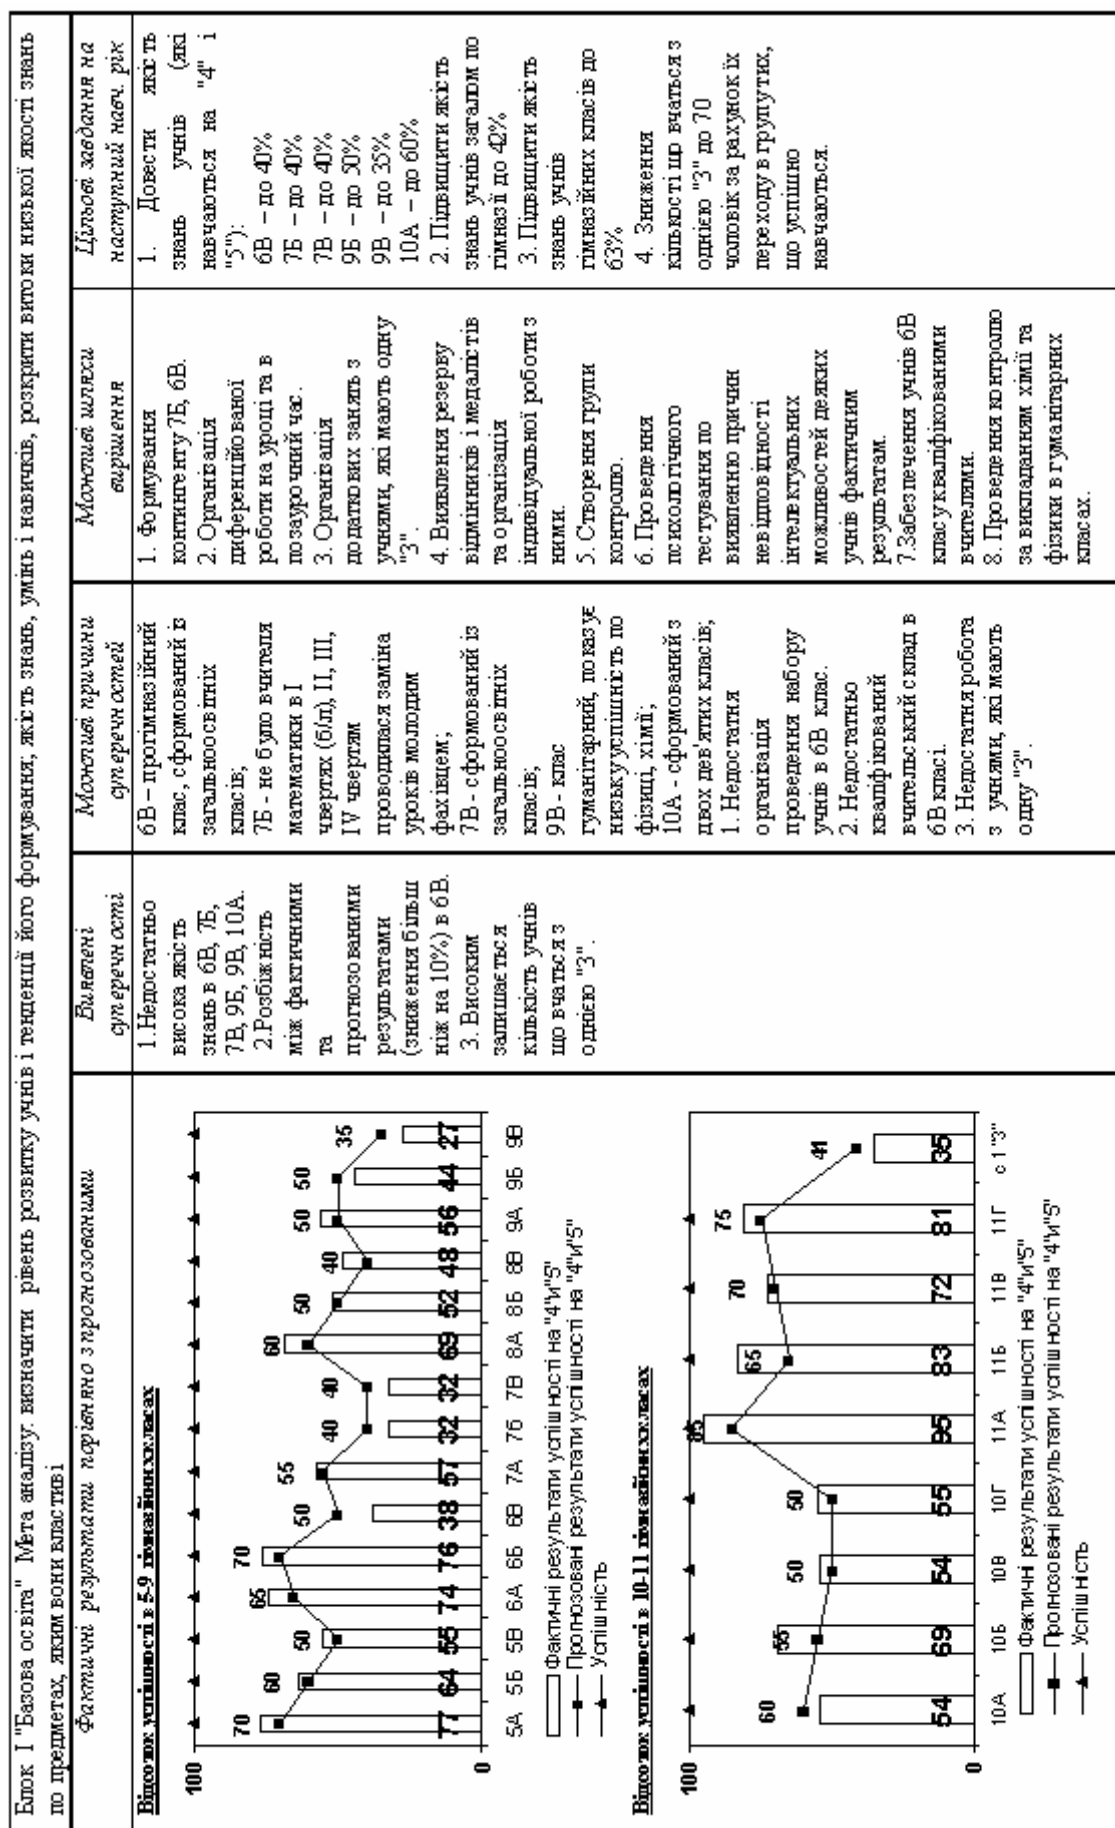 Блок I "Базова освіта" Мета аналізу: визначити рівень розвитку учнів і тенденції його формування, якість знань, умінь і навичків, розкрити витоки низької якості знань
по предметах, яким вони властиві
Фактичні результати порівняно з прогнозованими
Відсоток успішності в 5-9 гімназійних класах
100
0
70
60
50
65
70
50
55
40
40
60
50
40
50
50
35
77
64
55
74
76
38
57
32
32
69
52
48
56
44
27
5А
5Б
5В
6А
6Б
6В
7А
7Б
7В
8А
8Б
8В
9А
9Б
9В
Фактичні результати успішності на "4"и"5"
Прогнозовані результати успішності на "4"и"5"
Успішність
Відсоток успішності в 10-11 гімназійних класах
100
0
60
55
50
50
85
65
70
75
41
54
69
54
55
95
83
72
81
35
10А
10Б
10В
10Г
11А
11Б
11В
11Г
с 1 "3"
Фактичні результати успішності на "4"и"5"
Прогнозовані результати успішності на "4"и"5"
Успішність
Виявлені
суперечності
1.Недостатньо
висока якість
знань в 6В, 7Б,
7В, 9Б, 9В, 10А.
2.Розбіжність
між фактичними
та
прогнозованими
результатами
(зниження більш
ніж на 10%) в 6В.
3. Високим
залишається
кількість учнів
що вчаться з
однією "3".
Можливі причини
суперечностей
6В – прогімназійний
клас, сформований із
загальноосвітніх
класів;
7Б - не було вчителя
математики в I
чвертях (б/л), II, III,
IV чвертям
проводилася заміна
уроків молодим
фахівцем;
7В - сформований із
загальноосвітніх
класів;
9В - клас
гуманітарний, показує
низьку успішність по
фізиці, хімії;
10А - сформований з
двох дев'ятих класів;
1. Недостатня
організація
проведення набору
учнів в 6В клас.
2. Недостатньо
кваліфікований
вчительський склад в
6В класі.
3. Недостатня робота
з учнями, які мають
одну "3".
Можливі шляхи
вирішення
1. Формування
контингенту 7Б, 6В.
2. Організація
диференційованої
роботи на уроці та в
позаурочний час.
3. Організація
додаткових занять з
учнями, які мають одну
"3".
4. Виявлення резерву
відмінників і медалістів
та організація
індивідуальної роботи з
ними.
5. Створення групи
контролю.
6. Проведення
психологічного
тестування по
виявленню причин
невідповідності
інтелектуальних
можливостей деяких
учнів фактичним
результатам.
7.Забезпечення учнів 6В
класу кваліфікованими
вчителями.
8. Проведення контролю
за викладанням хімії та
фізики в гуманітарних
класах.
Цільові завдання на
наступний навч. рік
1. Довести якість
знань учнів (які
навчаються на "4" і
"5"):
6В – до 40%
7Б – до 40%
7В – до 40%
9Б – до 50%
9В – до 35%
10А – до 60%
2. Підвищити якість
знань учнів загалом по
гімназії до 42%
3. Підвищити якість
знань учнів
гімназійних класів до
63%
4. Зниження
кількості що вчаться з
однією "3" до 70
чоловік за рахунок їх
переходу в групу тих,
що успішно
навчаються.